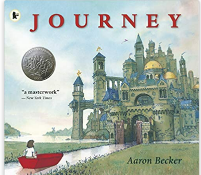 JOURNEY
"a masterwork"
— New York Times
Aaron Becker